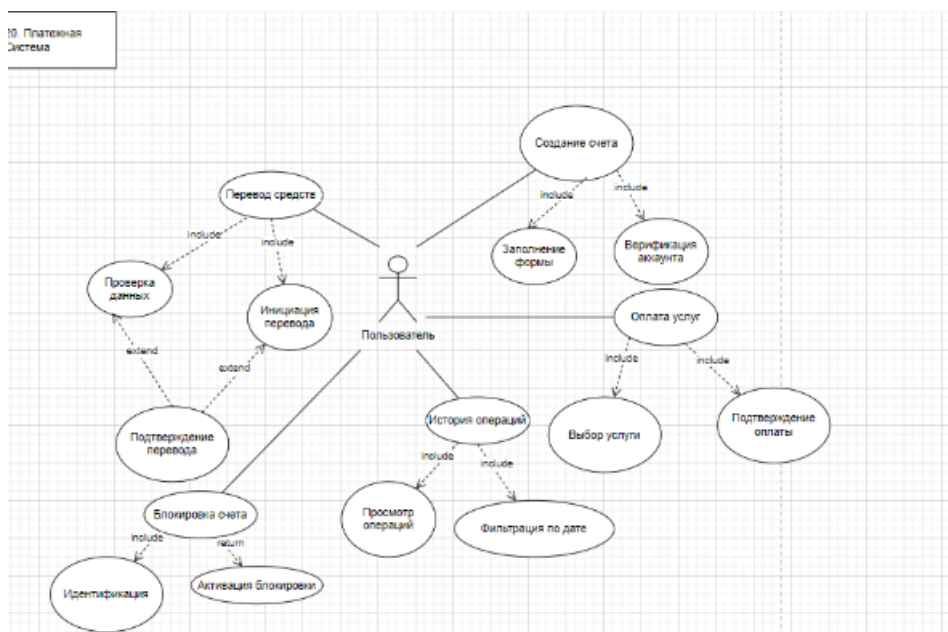 20. Платежная
Система
Создание счета
include
include
Перевод средств
include
include
Заполнение
формы
Верификация
аккаунта
Проверка
данных
Инициация
перевода
Оплата услуг
Пользователь
extend
extend
include
include
История операций
Выбор услуги
Подтверждение
оплаты
Подтверждение
перевода
include
include
Блокировка счета
Просмотр
операций
Фильтрация по дате
include
return
Идентификация
Активация блокировки